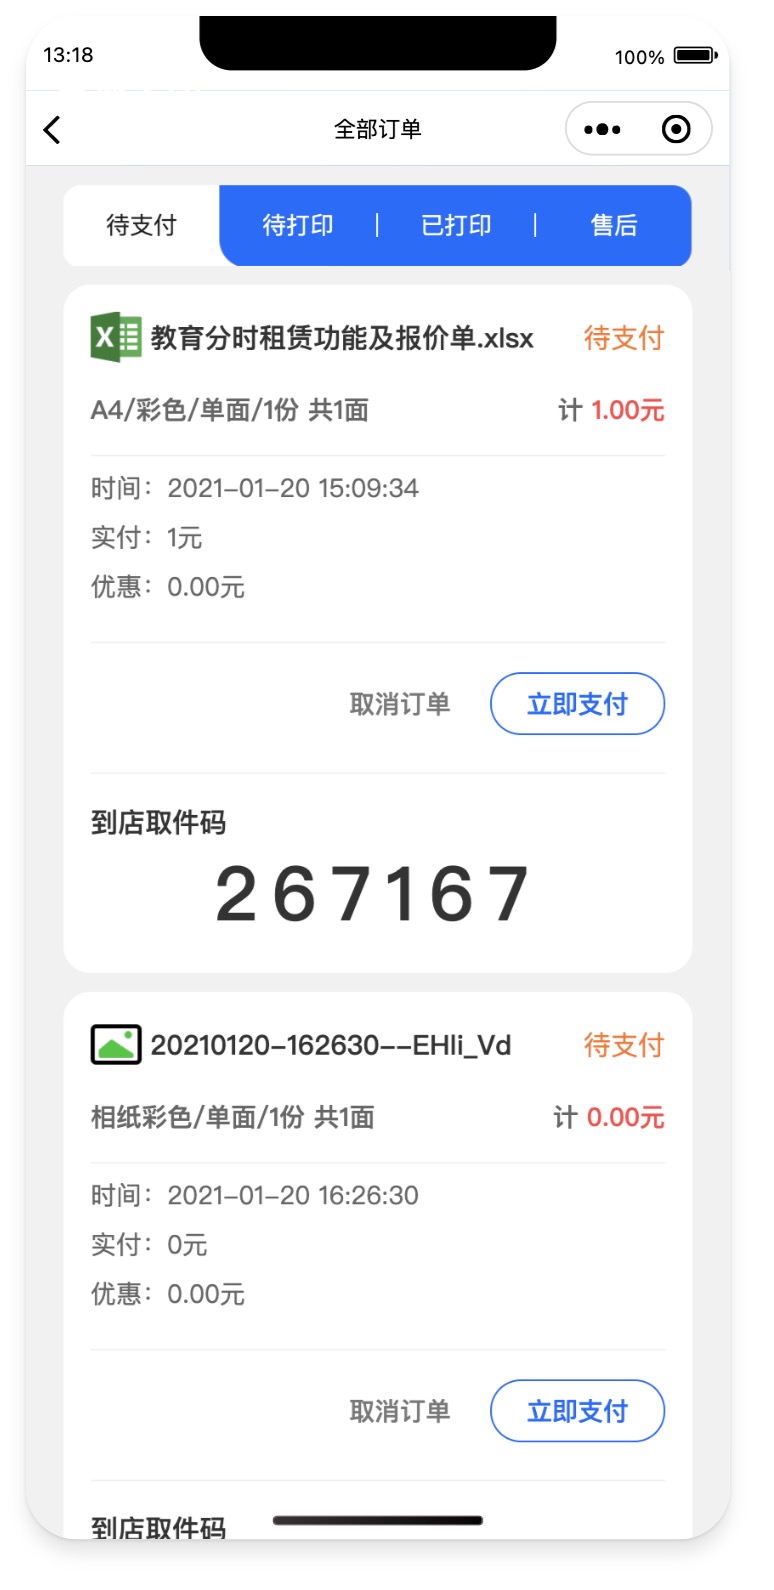 13:18
100%
全部订单
待支付 待打印 | 已打印 | 售后
教育分时租赁功能及报价单.xlsx 待支付
A4/彩色/单面/1份 共1面 计 1.00元
时间：2021-01-20 15:09:34
实付：1元
优惠：0.00元
取消订单 立即支付
到店取件码
267167
20210120-162630--EHli_Vd 待支付
相纸彩色/单面/1份 共1面 计 0.00元
时间：2021-01-20 16:26:30
实付：0元
优惠：0.00元
取消订单 立即支付
到店取件码